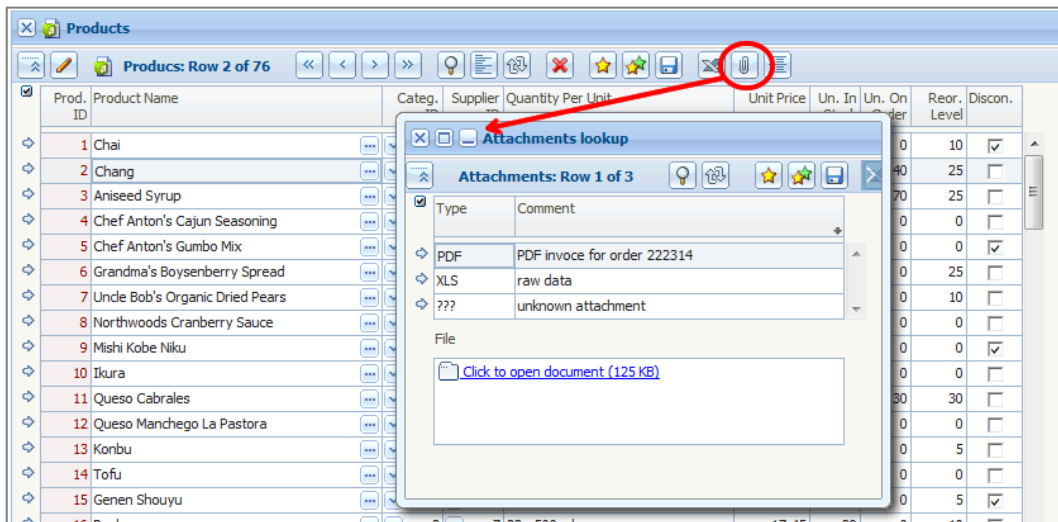 Products
Producs: Row 2 of 76
Prod. ID Product Name Categ. Supplier Quantity Per Unit Unit Price Un. In Un. On Order Reor. Level Discon.
Attachments lookup
Attachments: Row 1 of 3
Type Comment
PDF PDF invoce for order 222314
XLS raw data
??? unknown attachment
File
Click to open document (125 KB)
1 Chai 0 10
2 Chang 40 25
3 Aniseed Syrup 70 25
4 Chef Anton's Cajun Seasoning 0 0
5 Chef Anton's Gumbo Mix 0 0
6 Grandma's Boysenberry Spread 0 25
7 Uncle Bob's Organic Dried Pears 0 10
8 Northwoods Cranberry Sauce 0 0
9 Mishi Kobe Niku 0 0
10 Ikura 0 0
11 Queso Cabrales 30 30
12 Queso Manchego La Pastora 0 0
13 Konbu 0 5
14 Tofu 0 0
15 Genen Shouyu 0 5